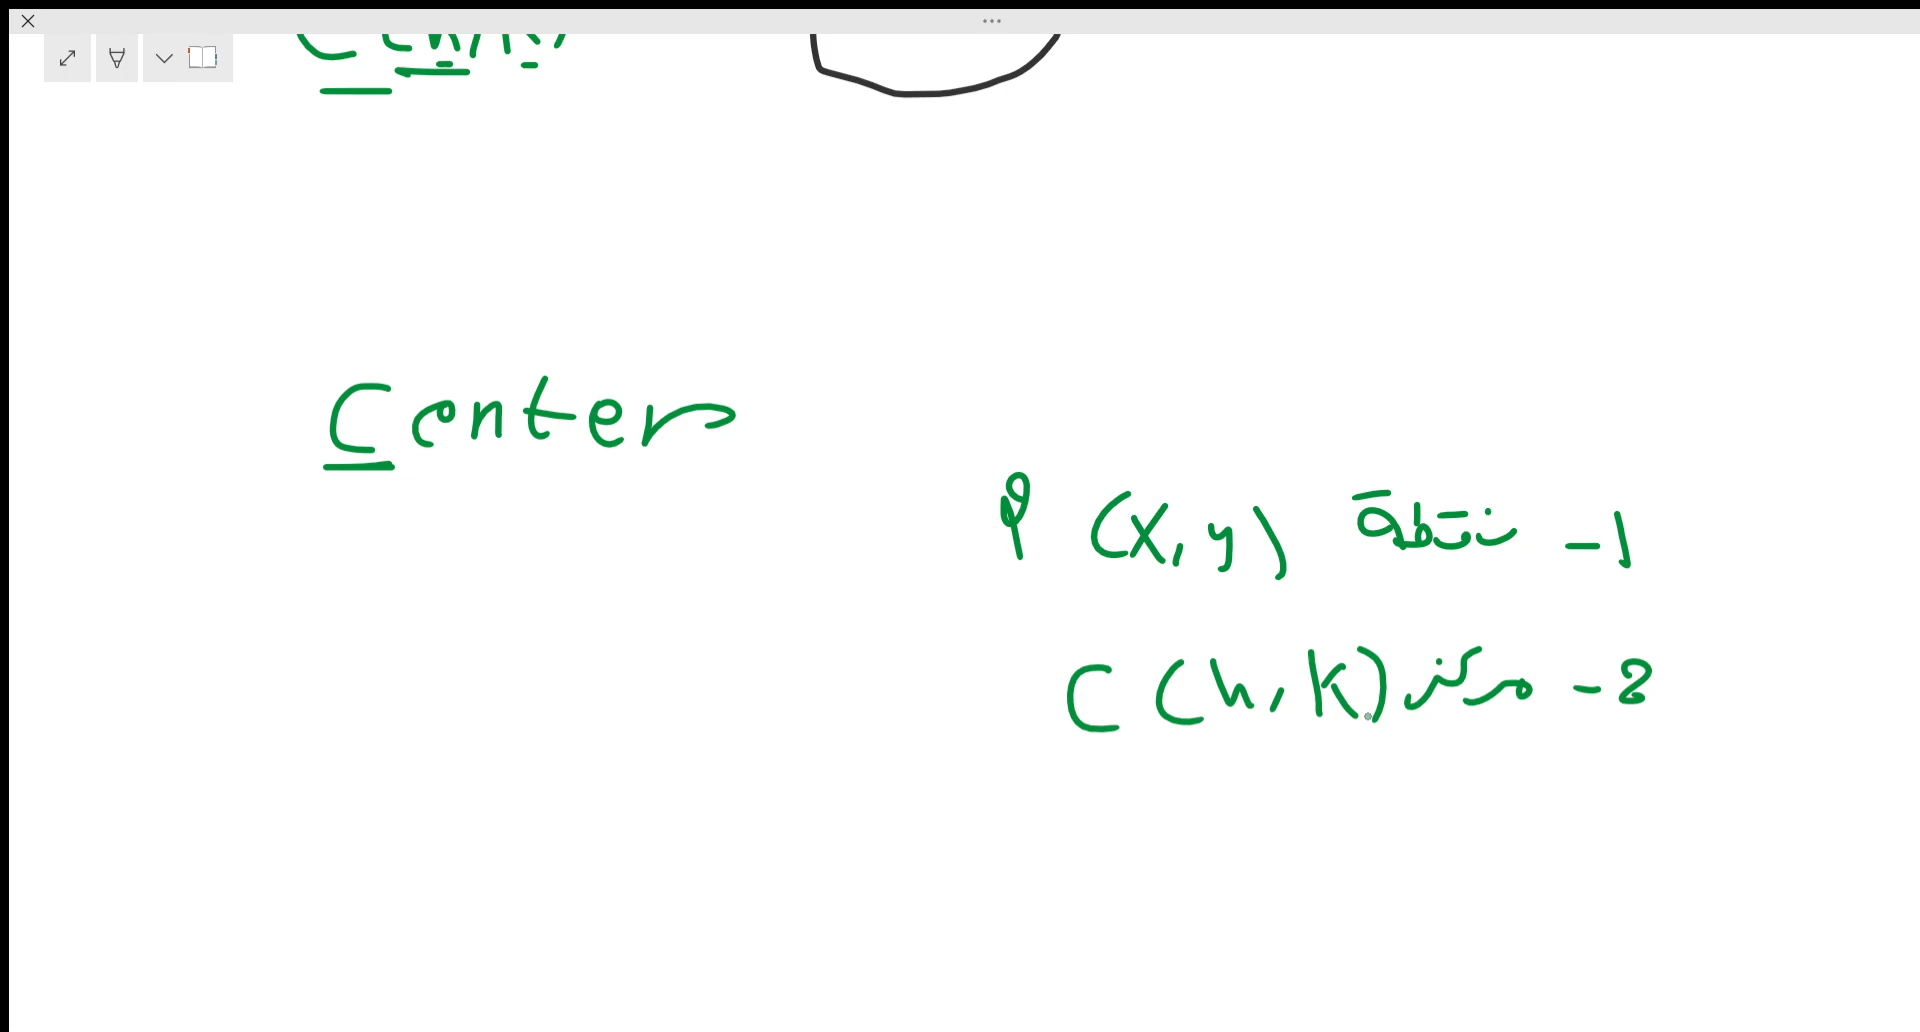 C (h, K)
Center
1- نقطة (x, y) P
2- مركز C (h, K)